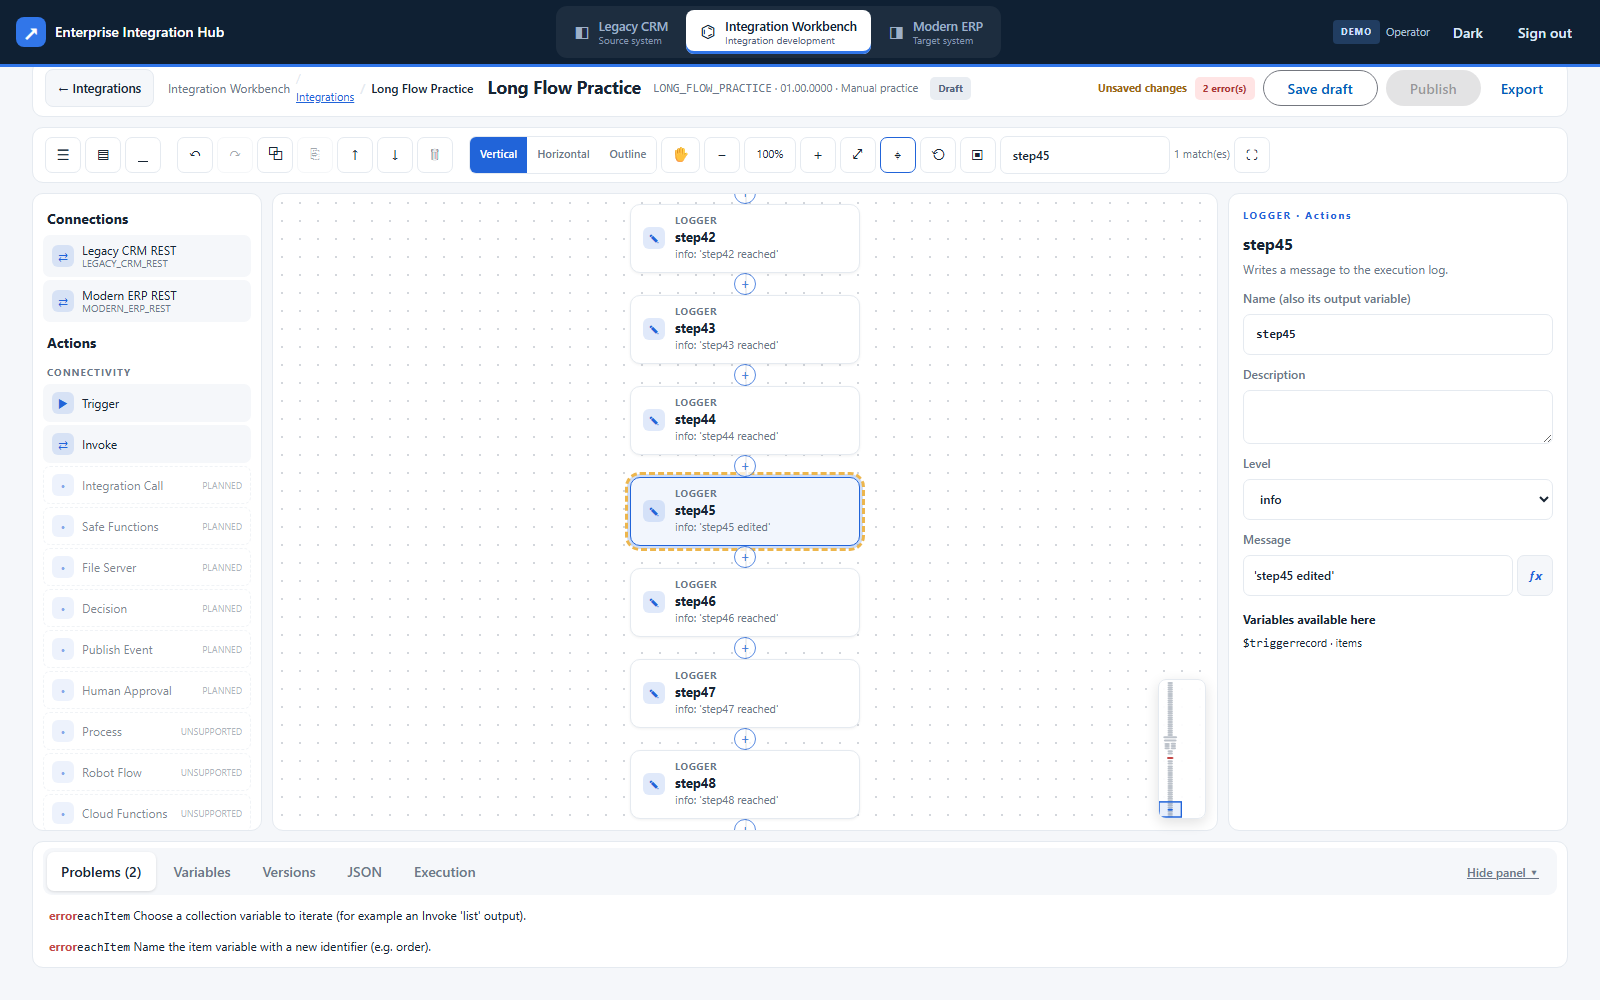 Enterprise Integration Hub
Legacy CRM
Source system
Integration Workbench
Integration development
Modern ERP
Target system
DEMO
Operator
Dark
Sign out
← Integrations
Integration Workbench
/
Integrations
/
Long Flow Practice
Long Flow Practice
LONG_FLOW_PRACTICE · 01.00.0000 · Manual practice
Draft
Unsaved changes
2 error(s)
Save draft
Publish
Export
Vertical
Horizontal
Outline
100%
step45
1 match(es)
Connections
Legacy CRM REST
LEGACY_CRM_REST
Modern ERP REST
MODERN_ERP_REST
Actions
CONNECTIVITY
Trigger
Invoke
Integration Call PLANNED
Safe Functions PLANNED
File Server PLANNED
Decision PLANNED
Publish Event PLANNED
Human Approval PLANNED
Process UNSUPPORTED
Robot Flow UNSUPPORTED
Cloud Functions UNSUPPORTED
LOGGER
step42
info: 'step42 reached'
LOGGER
step43
info: 'step43 reached'
LOGGER
step44
info: 'step44 reached'
LOGGER
step45
info: 'step45 edited'
LOGGER
step46
info: 'step46 reached'
LOGGER
step47
info: 'step47 reached'
LOGGER
step48
info: 'step48 reached'
LOGGER · Actions
step45
Writes a message to the execution log.
Name (also its output variable)
step45
Description
Level
info
Message
'step45 edited'
ƒx
Variables available here
$triggerrecord · items
Problems (2)
Variables
Versions
JSON
Execution
Hide panel ▾
erroreachItem Choose a collection variable to iterate (for example an Invoke 'list' output).
erroreachItem Name the item variable with a new identifier (e.g. order).